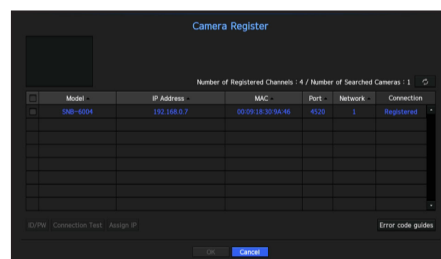 Camera Register
Number of Registered Channels : 4 / Number of Searched Cameras : 1
Model IP Address MAC Port Network Connection
SNB-6004 192.168.0.7 00:09:18:30:9A:46 4520 1 Registered
ID/PW Connection Test Assign IP Error code guides
OK Cancel